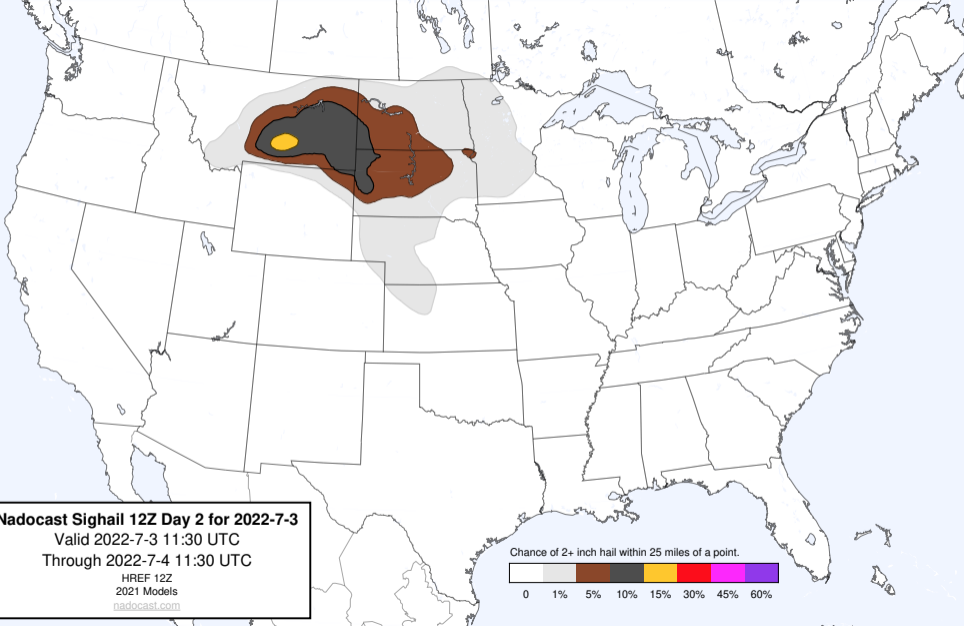 Nadocast Sighail 12Z Day 2 for 2022-7-3
Valid 2022-7-3 11:30 UTC
Through 2022-7-4 11:30 UTC
HREF 12Z
2021 Models
nadocast.com
Chance of 2+ inch hail within 25 miles of a point.
0 1% 5% 10% 15% 30% 45% 60%